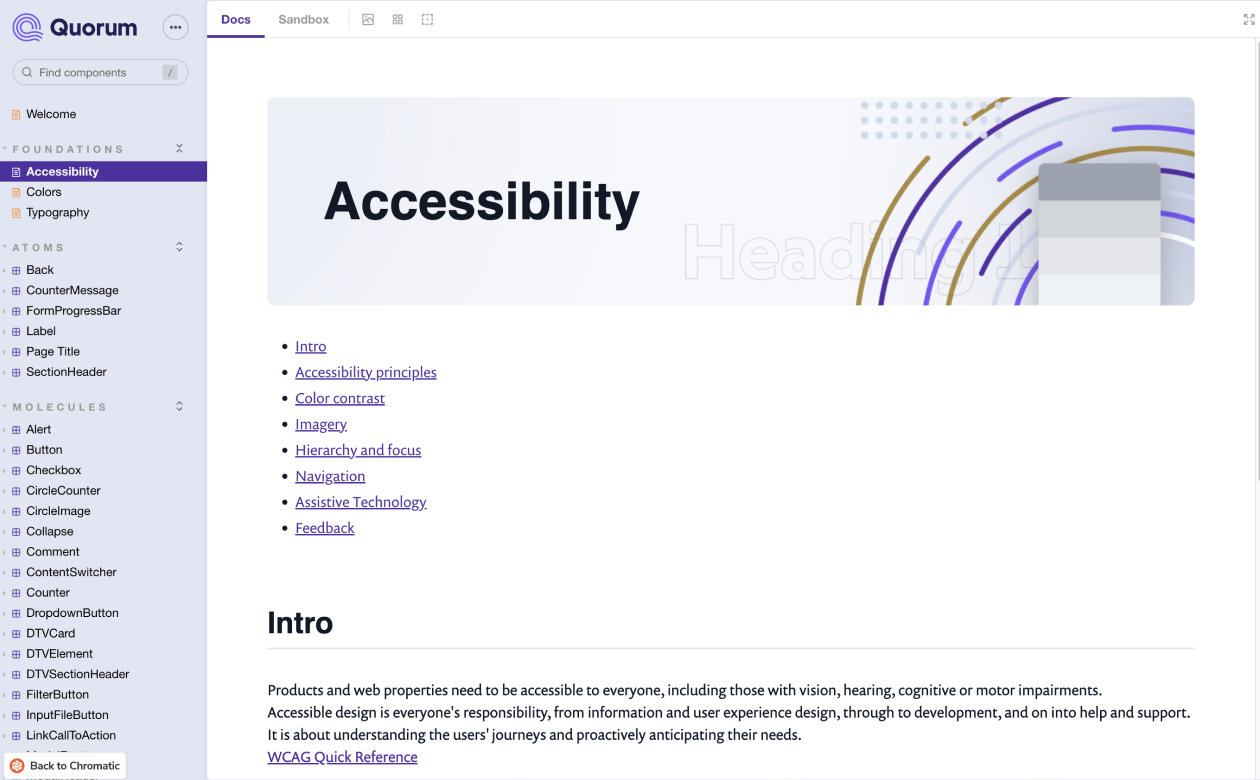 Quorum
Find components
/
Welcome
FOUNDATIONS
Accessibility
Colors
Typography
ATOMS
Back
CounterMessage
FormProgressBar
Label
Page Title
SectionHeader
MOLECULES
Alert
Button
Checkbox
CircleCounter
CircleImage
Collapse
Comment
ContentSwitcher
Counter
DropdownButton
DTVCard
DTVElement
DTVSectionHeader
FilterButton
InputFileButton
LinkCallToAction
Back to Chromatic
Docs
Sandbox
Accessibility
Heading
Intro
Accessibility principles
Color contrast
Imagery
Hierarchy and focus
Navigation
Assistive Technology
Feedback
Intro
Products and web properties need to be accessible to everyone, including those with vision, hearing, cognitive or motor impairments.
Accessible design is everyone's responsibility, from information and user experience design, through to development, and on into help and support.
It is about understanding the users' journeys and proactively anticipating their needs.
WCAG Quick Reference